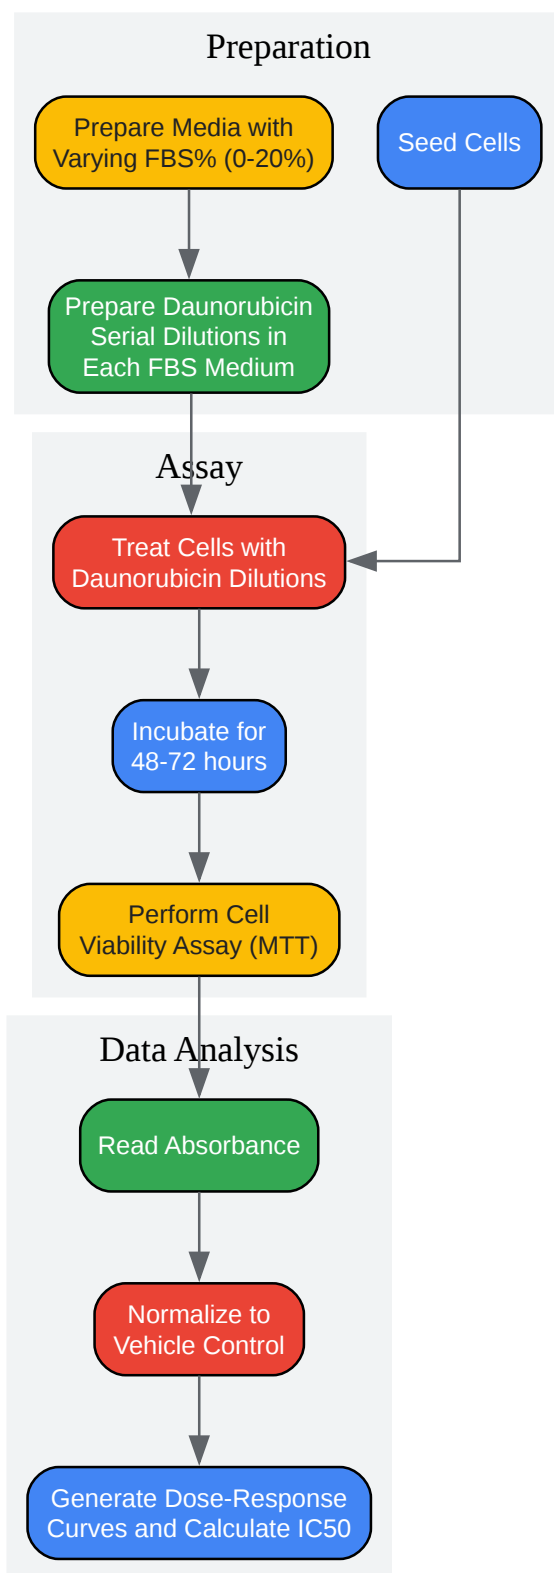 Preparation
Prepare Media with
Varying FBS% (0-20%)
Seed Cells
Prepare Daunorubicin
Serial Dilutions in
Each FBS Medium
Assay
Treat Cells with
Daunorubicin Dilutions
Incubate for
48-72 hours
Perform Cell
Viability Assay (MTT)
Data Analysis
Read Absorbance
Normalize to
Vehicle Control
Generate Dose-Response
Curves and Calculate IC50